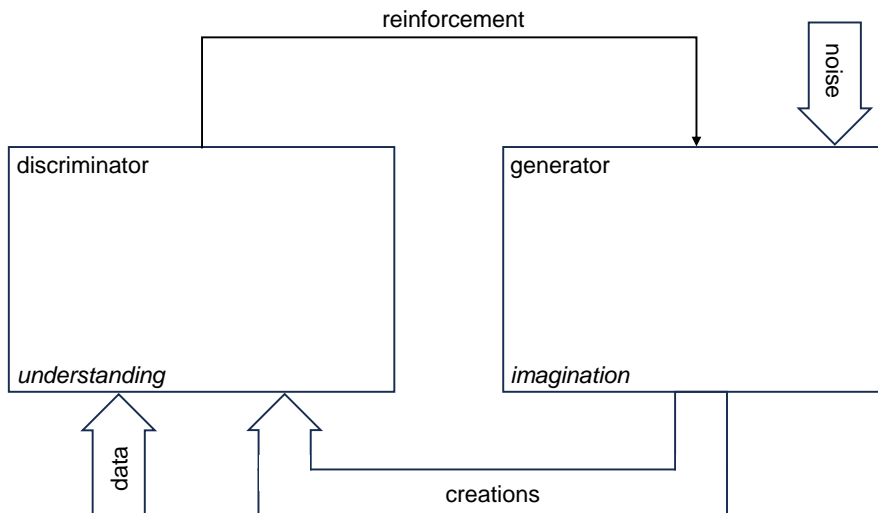 reinforcement
noise
discriminator
generator
understanding
imagination
data
creations